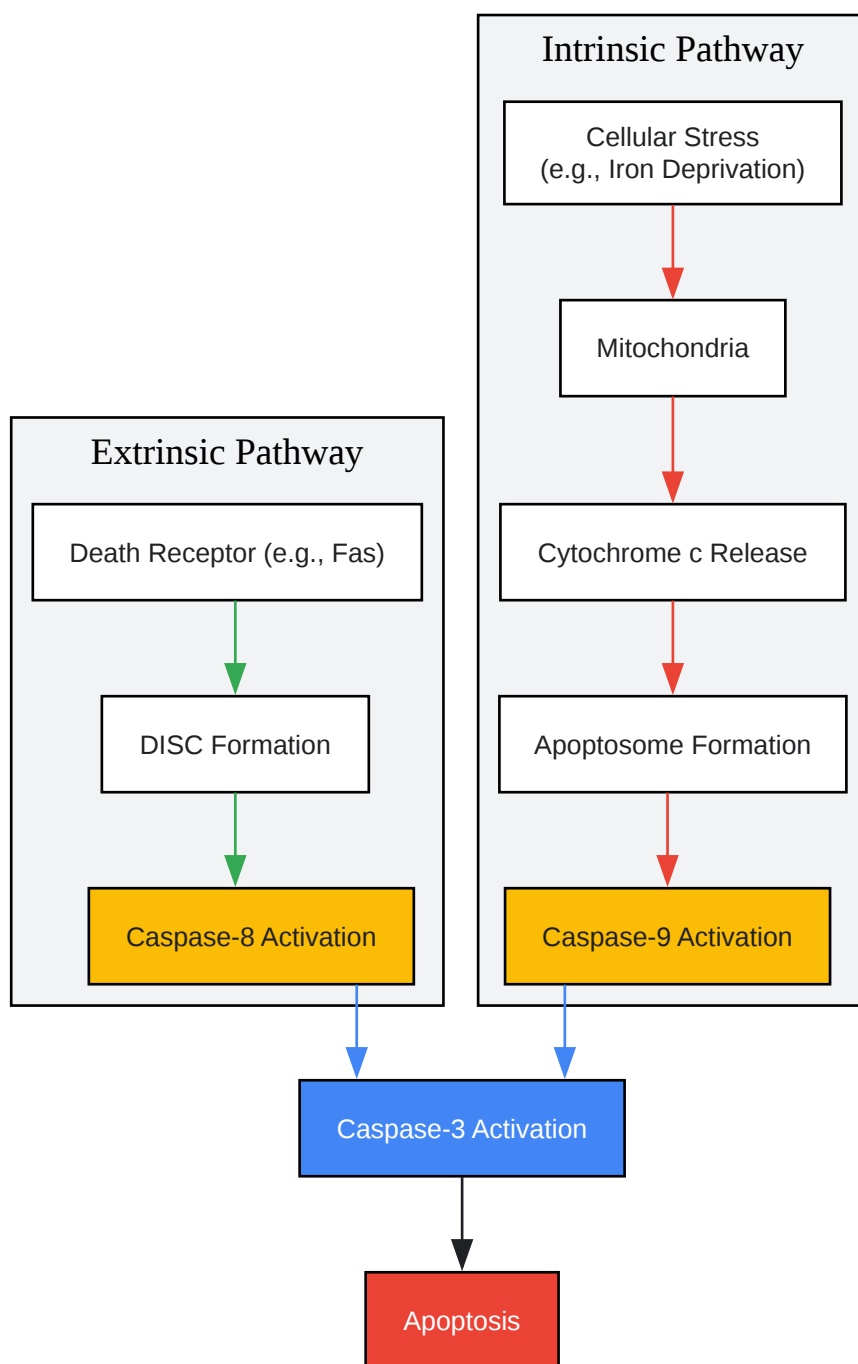 Intrinsic Pathway
Cellular Stress
(e.g., Iron Deprivation)
Mitochondria
Cytochrome c Release
Apoptosome Formation
Caspase-9 Activation
Extrinsic Pathway
Death Receptor (e.g., Fas)
DISC Formation
Caspase-8 Activation
Caspase-3 Activation
Apoptosis